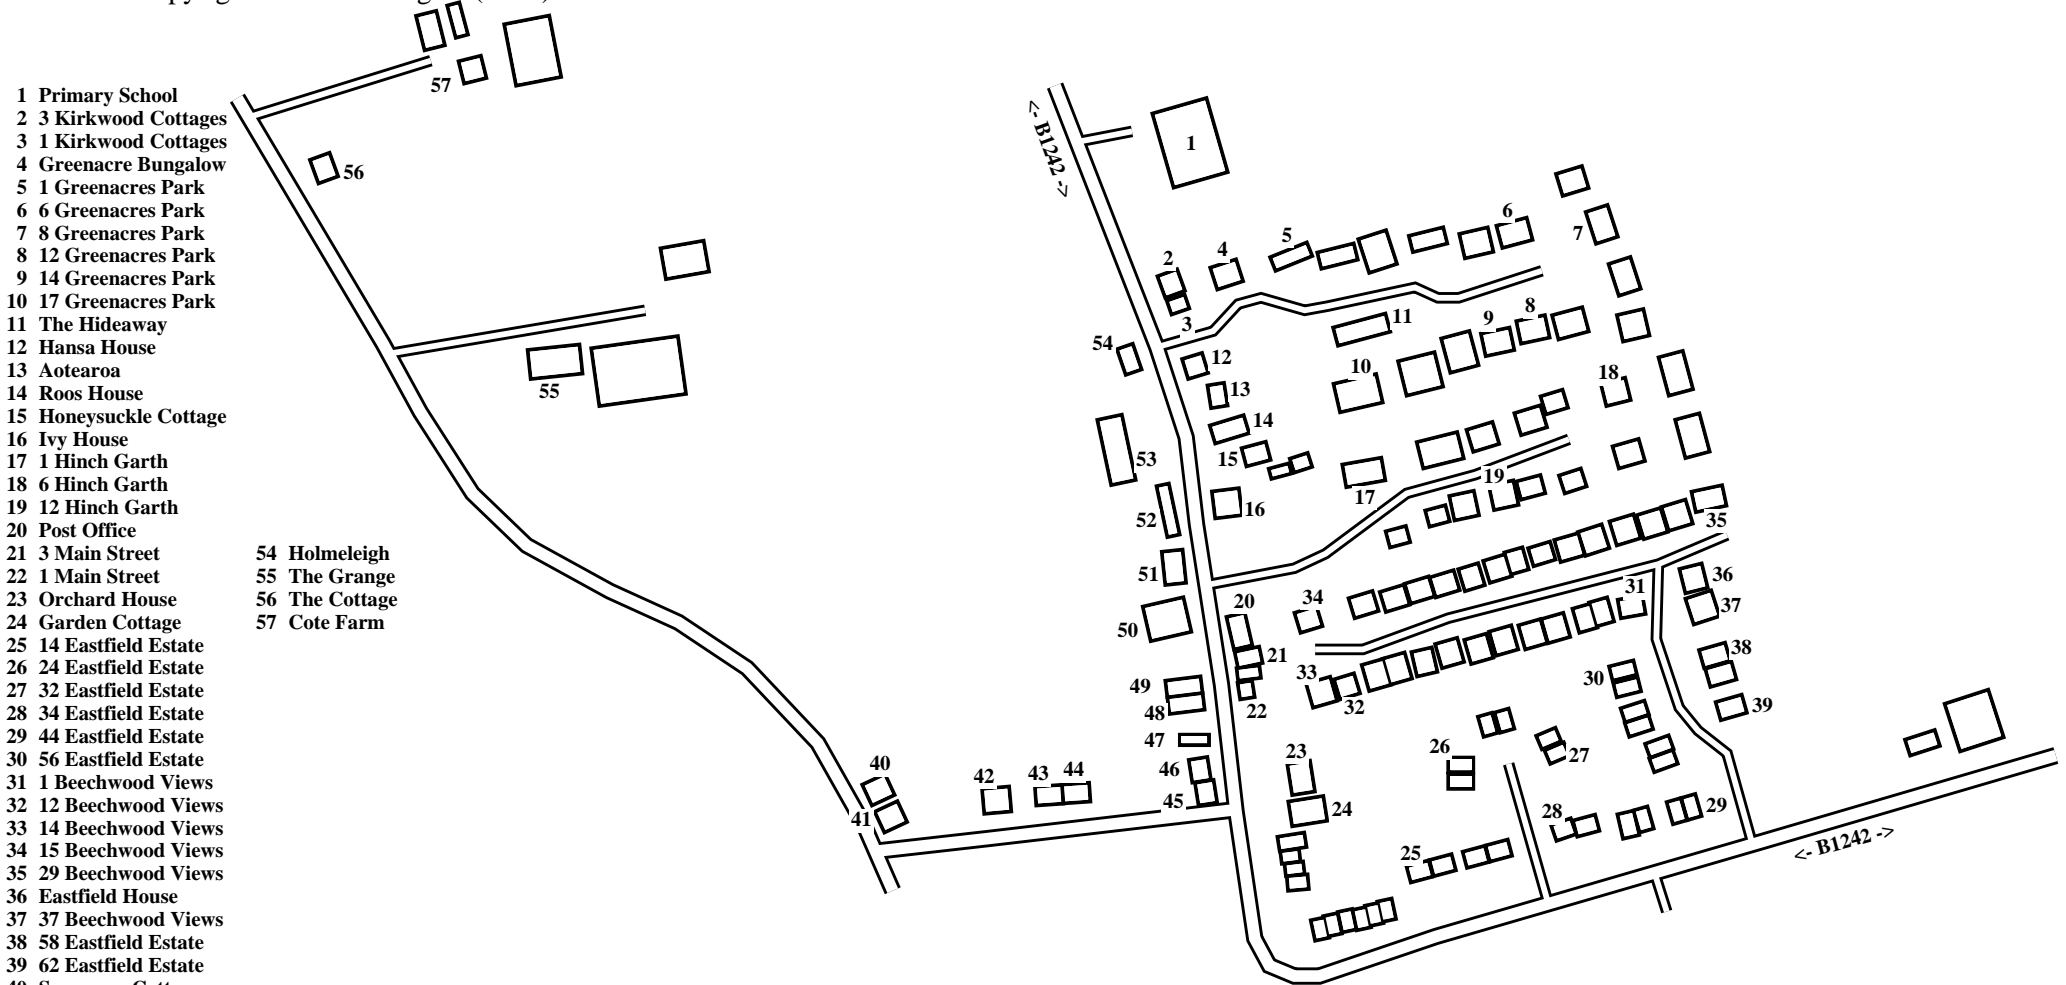 1 Primary School
2 3 Kirkwood Cottages
3 1 Kirkwood Cottages
4 Greenacre Bungalow
5 1 Greenacres Park
6 6 Greenacres Park
7 8 Greenacres Park
8 12 Greenacres Park
9 14 Greenacres Park
10 17 Greenacres Park
11 The Hideaway
12 Hansa House
13 Aotearoa
14 Roos House
15 Honeysuckle Cottage
16 Ivy House
17 1 Hinch Garth
18 6 Hinch Garth
19 12 Hinch Garth
20 Post Office
21 3 Main Street
22 1 Main Street
23 Orchard House
24 Garden Cottage
25 14 Eastfield Estate
26 24 Eastfield Estate
27 32 Eastfield Estate
28 34 Eastfield Estate
29 44 Eastfield Estate
30 56 Eastfield Estate
31 1 Beechwood Views
32 12 Beechwood Views
33 14 Beechwood Views
34 15 Beechwood Views
35 29 Beechwood Views
36 Eastfield House
37 37 Beechwood Views
38 58 Eastfield Estate
39 62 Eastfield Estate
54 Holmeleigh
55 The Grange
56 The Cottage
57 Cote Farm
57
56
55
<- B1242 ->
1
2
3
4
5
6
7
8
9
10
11
12
13
14
15
16
17
18
19
20
21
22
23
24
25
26
27
28
29
30
31
32
33
34
35
36
37
38
39
40
41
42
43
44
45
46
47
48
49
50
51
52
53
54
<- B1242 ->